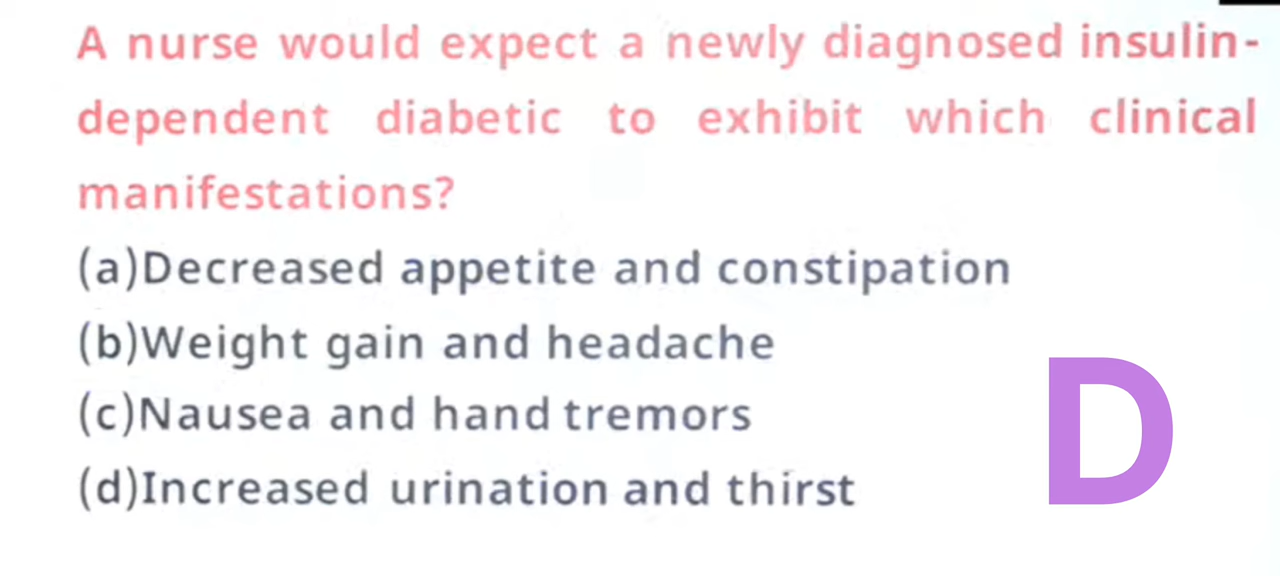 A nurse would expect a newly diagnosed insulin-
dependent diabetic to exhibit which clinical
manifestations?
(a)Decreased appetite and constipation
(b)Weight gain and headache
(c)Nausea and hand tremors
(d)Increased urination and thirst
D